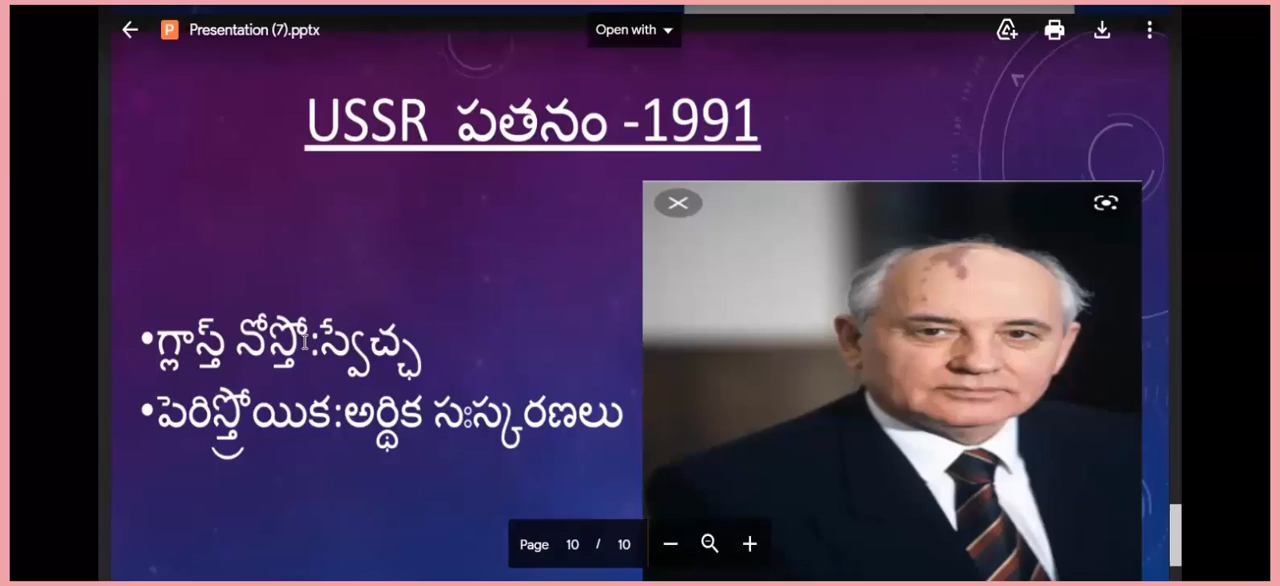 Presentation (7).pptx
Open with
USSR పతనం -1991
•గ్లాస్త్ నోస్తో:స్వేచ్ఛ
•పెరిస్త్రోయిక:అర్థిక సఃస్కరణలు
Page 10 / 10